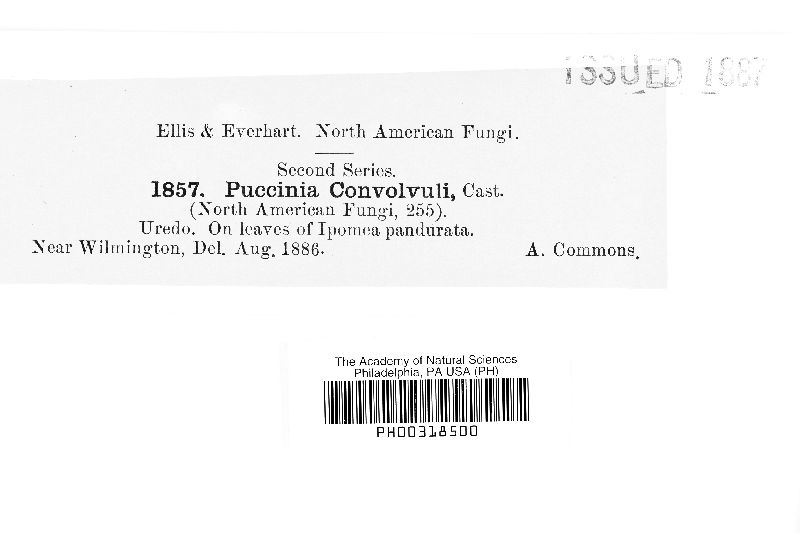 ISSUED 1887
Ellis & Everhart. North American Fungi.
Second Series.
1857. Puccinia Convolvuli, Cast.
(North American Fungi, 255).
Uredo. On leaves of Ipomea pandurata.
Near Wilmington, Del. Aug. 1886. A. Commons.
The Academy of Natural Sciences
Philadelphia, PA USA (PH)
PH00318500